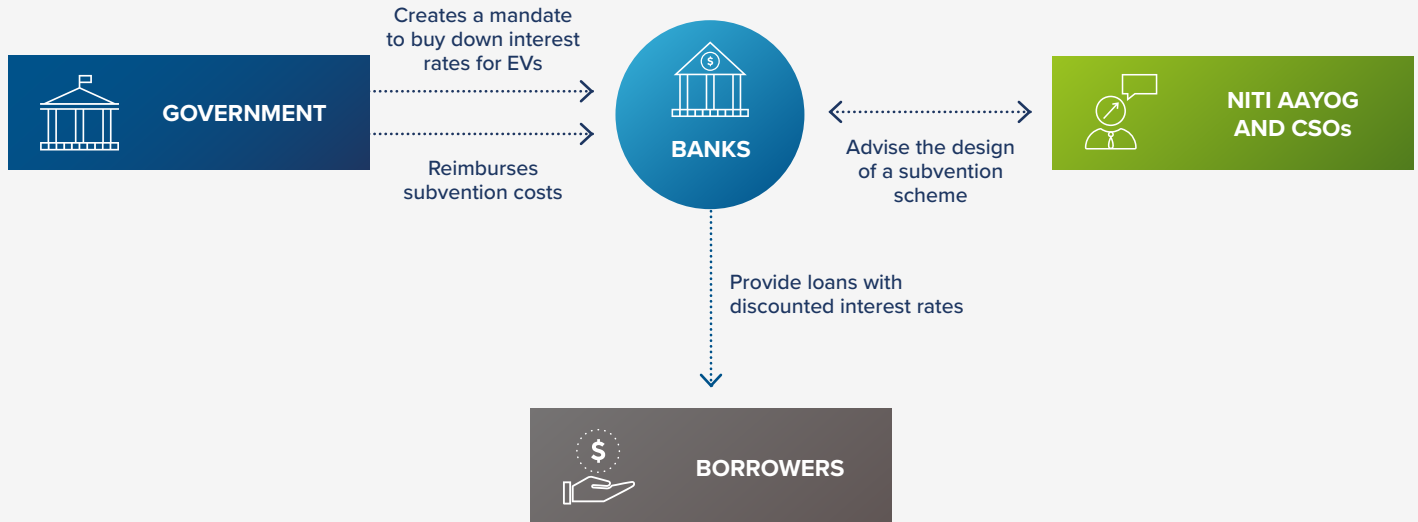 Creates a mandate
to buy down interest
rates for EVs
GOVERNMENT
Reimburses
subvention costs
$
BANKS
Advise the design
of a subvention
scheme
NITI AAYOG
AND CSOs
Provide loans with
discounted interest rates
$
BORROWERS